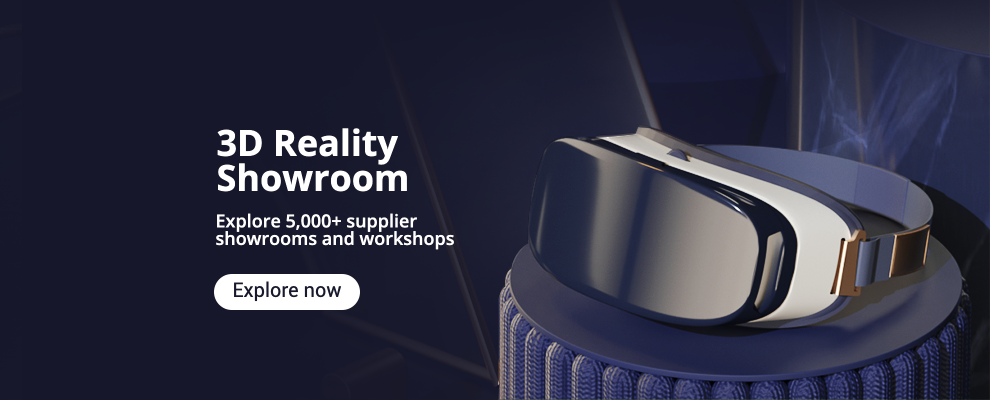 3D Reality
Showroom
Explore 5,000+ supplier
showrooms and workshops
Explore now